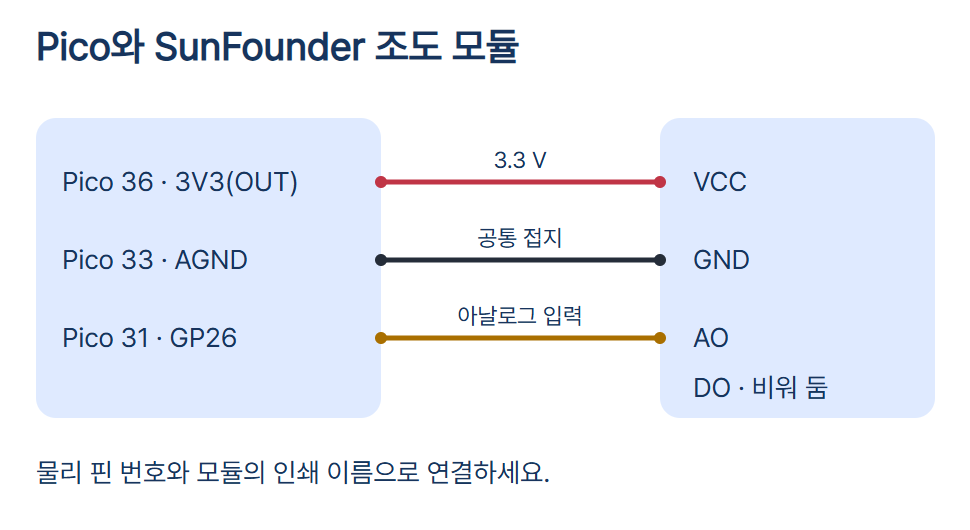 Pico와 SunFounder 조도 모듈
Pico 36 · 3V3(OUT)
3.3 V
VCC
Pico 33 · AGND
공통 접지
GND
Pico 31 · GP26
아날로그 입력
AO
DO · 비워 둠
물리 핀 번호와 모듈의 인쇄 이름으로 연결하세요.